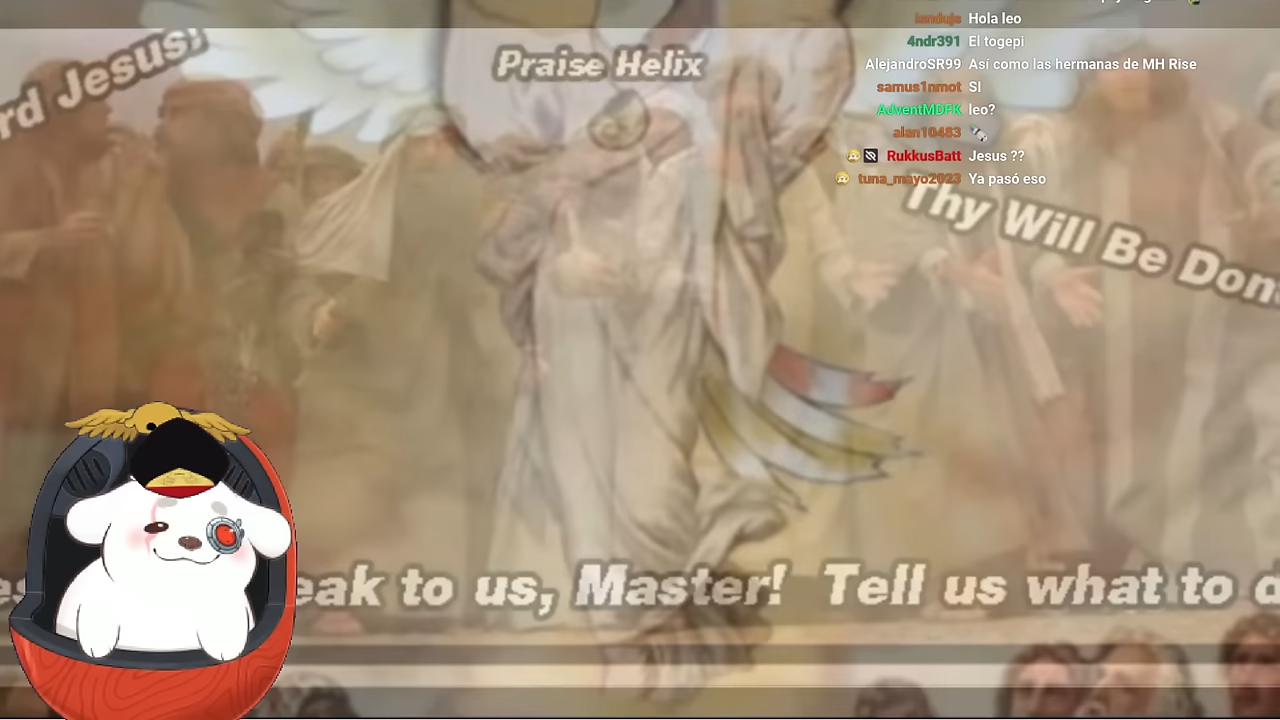 landujs Hola leo
rd Jesus!
Praise Helix
4ndr391 El togepi
AlejandroSR99 Así como las hermanas de MH Rise
samus1nmot SI
AdventMDFK leo?
alan10483
RukkusBatt Jesus ??
tuna_mayo2023 Ya pasó eso
Thy Will Be Don
eak to us, Master! Tell us what to d